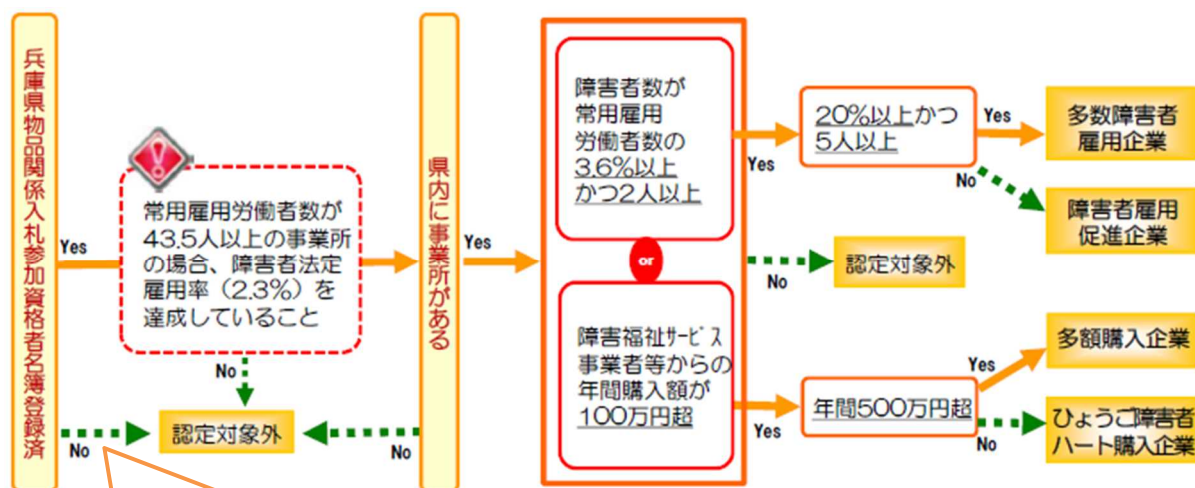 兵庫県物品関係入札参加資格者名簿登録済
Yes
No
常用雇用労働者数が
43.5人以上の事業所
の場合、障害者法定
雇用率（2.3%）を
達成していること
No
認定対象外
県内に事業所がある
Yes
No
障害者数が
常用雇用
労働者数の
3.6%以上
かつ2人以上
or
障害福祉ｻｰﾋﾞｽ
事業者等からの
年間購入額が
100万円超
Yes
20%以上かつ
5人以上
Yes
多数障害者
雇用企業
No
障害者雇用
促進企業
No
認定対象外
Yes
年間500万円超
Yes
多額購入企業
No
ひょうご障害者
ハート購入企業